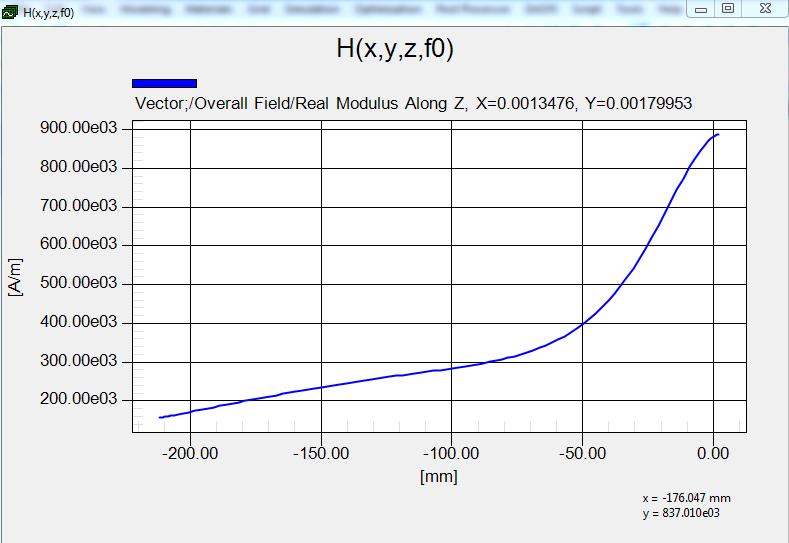 H(x,y,z,f0)
H(x,y,z,f0)
Vector;/Overall Field/Real Modulus Along Z, X=0.0013476, Y=0.00179953
900.00e03
800.00e03
700.00e03
600.00e03
500.00e03
400.00e03
300.00e03
200.00e03
[A/m]
-200.00 -150.00 -100.00 -50.00 0.00
[mm]
x = -176.047 mm
y = 837.010e03